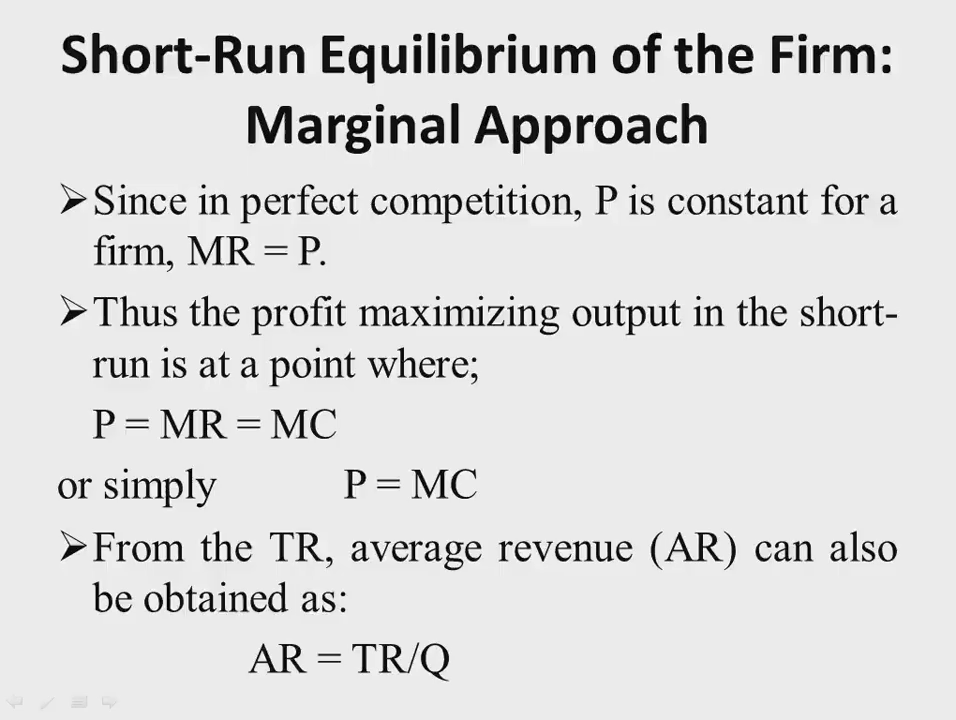 Short-Run Equilibrium of the Firm:
Marginal Approach
➢Since in perfect competition, P is constant for a
firm, MR = P.
➢Thus the profit maximizing output in the short-
run is at a point where;
P = MR = MC
or simply P = MC
➢From the TR, average revenue (AR) can also
be obtained as:
AR = TR/Q